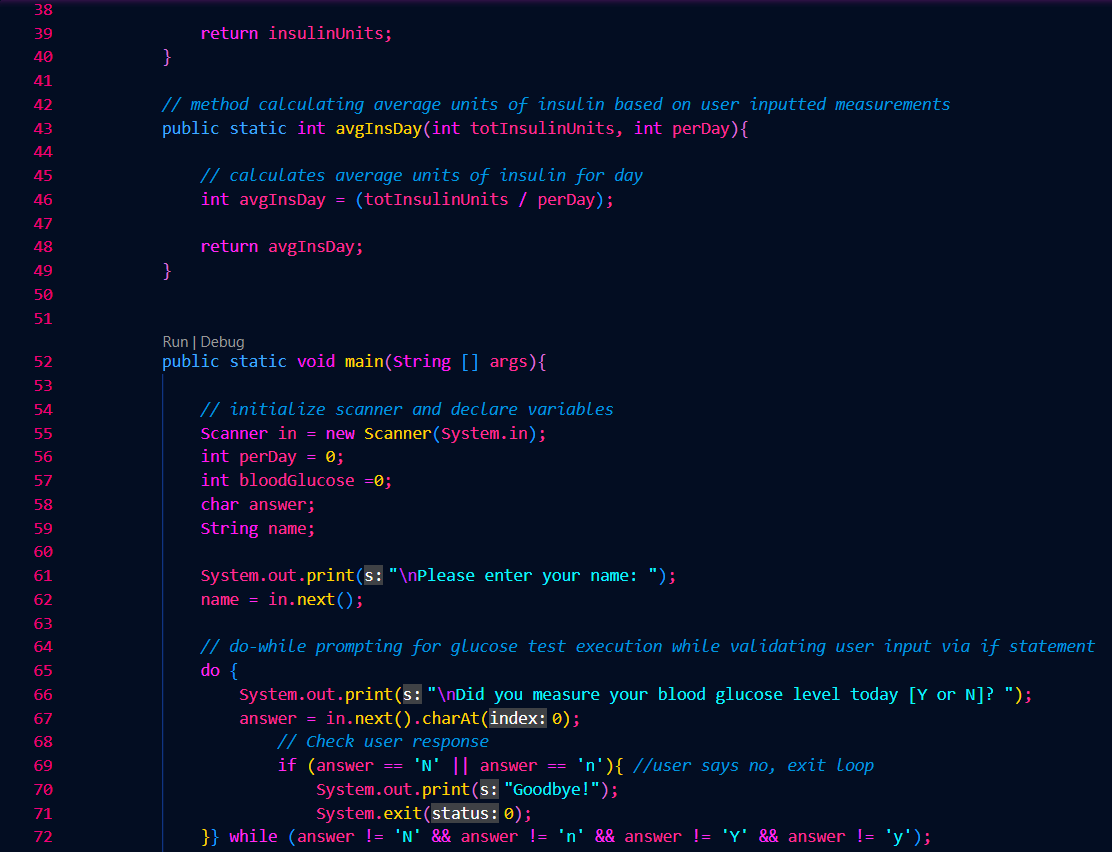 38
39 return insulinUnits;
40 }
41
42 // method calculating average units of insulin based on user inputted measurements
43 public static int avgInsDay(int totInsulinUnits, int perDay){
44
45 // calculates average units of insulin for day
46 int avgInsDay = (totInsulinUnits / perDay);
47
48 return avgInsDay;
49 }
50
51
Run | Debug
52 public static void main(String [] args){
53
54 // initialize scanner and declare variables
55 Scanner in = new Scanner(System.in);
56 int perDay = 0;
57 int bloodGlucose =0;
58 char answer;
59 String name;
60
61 System.out.print(s: "\nPlease enter your name: ");
62 name = in.next();
63
64 // do-while prompting for glucose test execution while validating user input via if statement
65 do {
66 System.out.print(s: "\nDid you measure your blood glucose level today [Y or N]? ");
67 answer = in.next().charAt(index: 0);
68 // Check user response
69 if (answer == 'N' || answer == 'n'){ //user says no, exit loop
70 System.out.print(s: "Goodbye!");
71 System.exit(status: 0);
72 }} while (answer != 'N' && answer != 'n' && answer != 'Y' && answer != 'y');